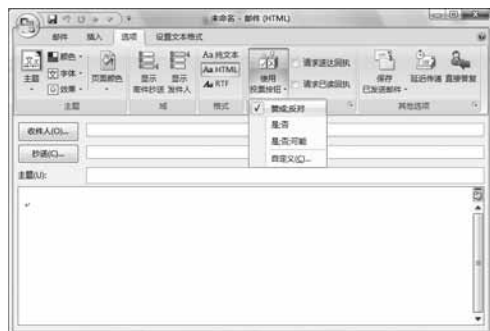 未命名 - 邮件 (HTML)
邮件 插入 选项 设置文本格式
主题
颜色
字体
效果
页面颜色
显示密件抄送
显示发件人
Aa 纯文本
Aa HTML
Aa RTF
使用投票按钮
请求送达回执
请求已读回执
保存已发送邮件
延迟传递
直接答复
主题 域 格式 其他选项
赞成;反对
是;否
是;否;可能
自定义(C)...
收件人(O)...
抄送(C)...
主题(U):